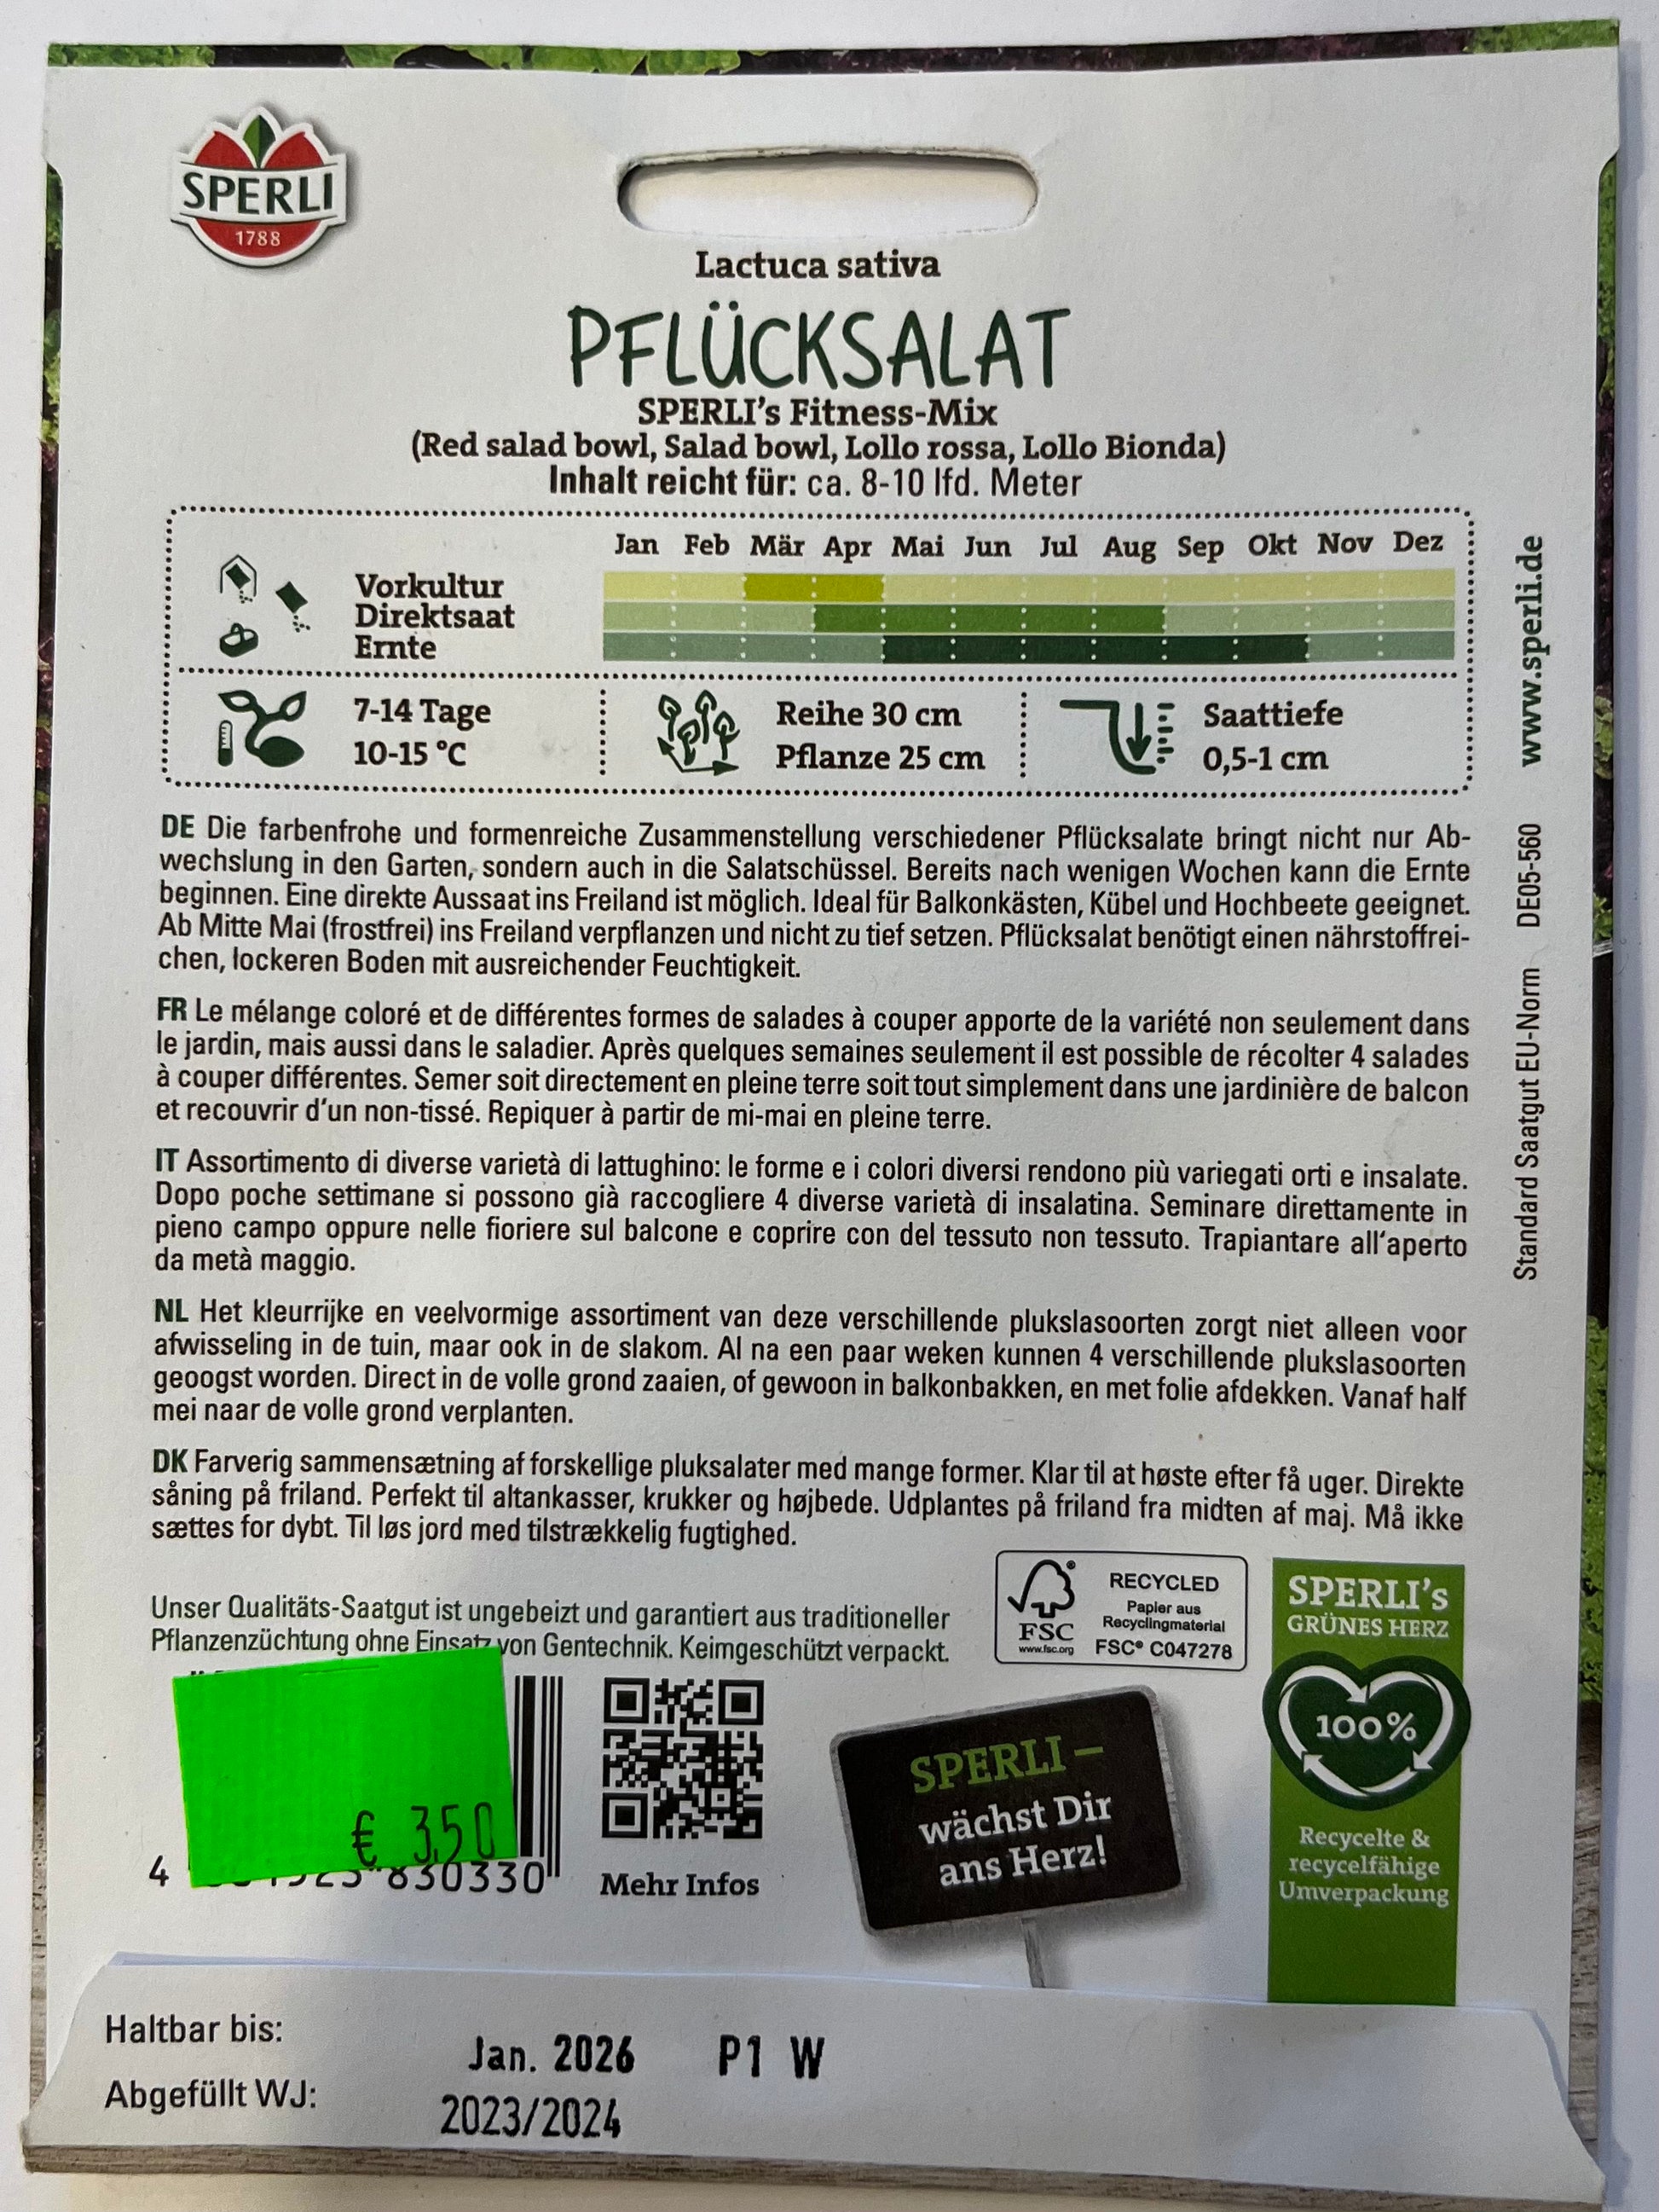 SPERLI
1788
Lactuca sativa
PFLÜCKSALAT
SPERLI's Fitness-Mix
(Red salad bowl, Salad bowl, Lollo rossa, Lollo Bionda)
Inhalt reicht für: ca. 8-10 lfd. Meter
Jan Feb Mär Apr Mai Jun Jul Aug Sep Okt Nov Dez
Vorkultur
Direktsaat
Ernte
7-14 Tage
10-15 °C
Reihe 30 cm
Pflanze 25 cm
Saattiefe
0,5-1 cm
DE Die farbenfrohe und formenreiche Zusammenstellung verschiedener Pflücksalate bringt nicht nur Ab-
wechslung in den Garten, sondern auch in die Salatschüssel. Bereits nach wenigen Wochen kann die Ernte
beginnen. Eine direkte Aussaat ins Freiland ist möglich. Ideal für Balkonkästen, Kübel und Hochbeete geeignet.
Ab Mitte Mai (frostfrei) ins Freiland verpflanzen und nicht zu tief setzen. Pflücksalat benötigt einen nährstoffrei-
chen, lockeren Boden mit ausreichender Feuchtigkeit.
FR Le mélange coloré et de différentes formes de salades à couper apporte de la variété non seulement dans
le jardin, mais aussi dans le saladier. Après quelques semaines seulement il est possible de récolter 4 salades
à couper différentes. Semer soit directement en pleine terre soit tout simplement dans une jardinière de balcon
et recouvrir d'un non-tissé. Repiquer à partir de mi-mai en pleine terre.
IT Assortimento di diverse varietà di lattughino: le forme e i colori diversi rendono più variegati orti e insalate.
Dopo poche settimane si possono già raccogliere 4 diverse varietà di insalatina. Seminare direttamente in
pieno campo oppure nelle fioriere sul balcone e coprire con del tessuto non tessuto. Trapiantare all'aperto
da metà maggio.
NL Het kleurrijke en veelvormige assortiment van deze verschillende plukslasoorten zorgt niet alleen voor
afwisseling in de tuin, maar ook in de slakom. Al na een paar weken kunnen 4 verschillende plukslasoorten
geoogst worden. Direct in de volle grond zaaien, of gewoon in balkonbakken, en met folie afdekken. Vanaf half
mei naar de volle grond verplanten.
DK Farverig sammensætning af forskellige pluksalater med mange former. Klar til at høste efter få uger. Direkte
såning på friland. Perfekt til altankasser, krukker og højbede. Udplantes på friland fra midten af maj. Må ikke
sættes for dybt. Til løs jord med tilstrækkelig fugtighed.
www.sperli.de
DE05-560
Standard Saatgut EU-Norm
Unser Qualitäts-Saatgut ist ungebeizt und garantiert aus traditioneller
Pflanzenzüchtung ohne Einsatz von Gentechnik. Keimgeschützt verpackt.
FSC
www.fsc.org
RECYCLED
Papier aus
Recyclingmaterial
FSC® C047278
SPERLI's
GRÜNES HERZ
100%
Recycelte &
recycelfähige
Umverpackung
€ 3,50
4
830330
Mehr Infos
SPERLI –
wächst Dir
ans Herz!
Haltbar bis:
Jan. 2026 P1 W
Abgefüllt WJ:
2023/2024